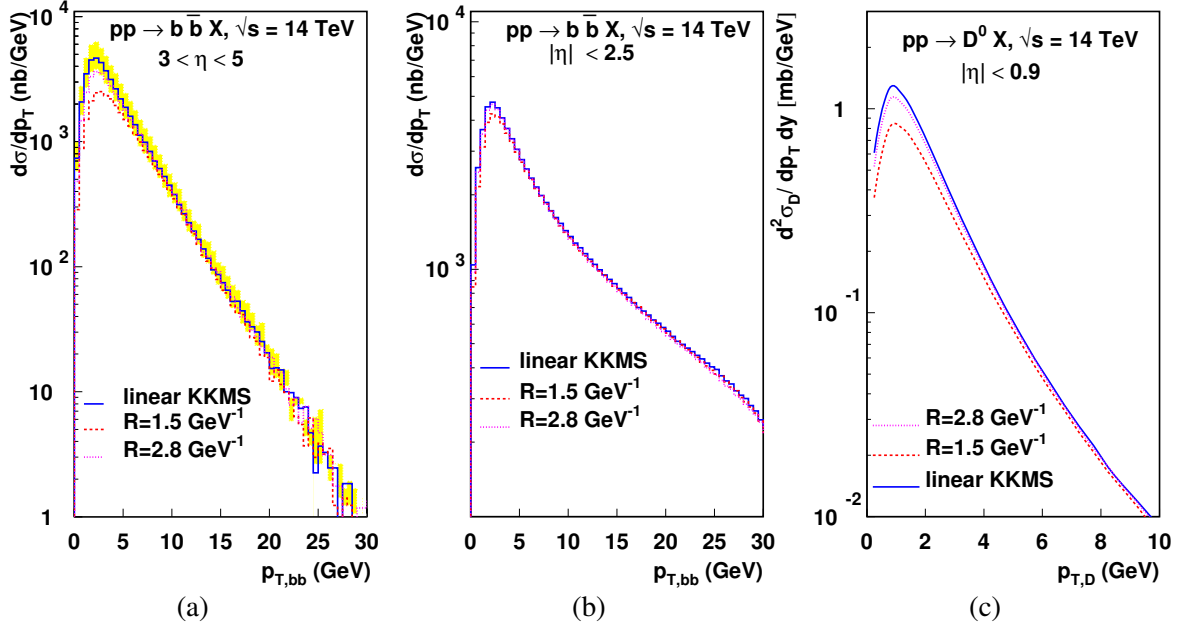 pp → b b̅ X, √s = 14 TeV
3 < η < 5
dσ/dp_T (nb/GeV)
10^4
10^3
10^2
10
1
linear KKMS
R=1.5 GeV^-1
R=2.8 GeV^-1
0 5 10 15 20 25 30
p_T,bb (GeV)
(a)
pp → b b̅ X, √s = 14 TeV
|η| < 2.5
dσ/dp_T (nb/GeV)
10^4
10^3
linear KKMS
R=1.5 GeV^-1
R=2.8 GeV^-1
0 5 10 15 20 25 30
p_T,bb (GeV)
(b)
pp → D^0 X, √s = 14 TeV
|η| < 0.9
d^2 σ_D/ dp_T dy [mb/GeV]
1
10^-1
10^-2
R=2.8 GeV^-1
R=1.5 GeV^-1
linear KKMS
0 2 4 6 8 10
p_T,D (GeV)
(c)